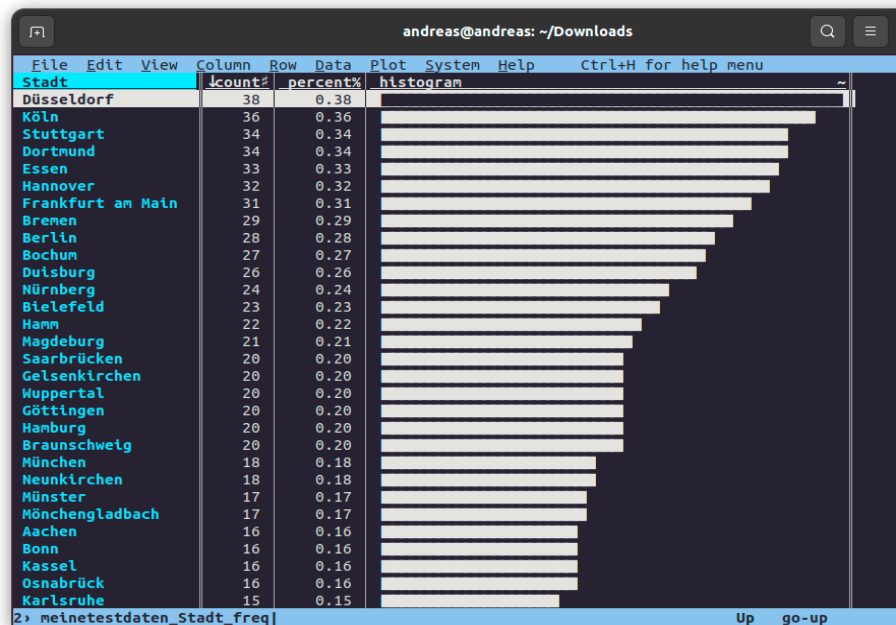 andreas@andreas: ~/Downloads
File Edit View Column Row Data Plot System Help Ctrl+H for help menu
Stadt ↓count♯ percent% histogram ~
Düsseldorf 38 0.38
Köln 36 0.36
Stuttgart 34 0.34
Dortmund 34 0.34
Essen 33 0.33
Hannover 32 0.32
Frankfurt am Main 31 0.31
Bremen 29 0.29
Berlin 28 0.28
Bochum 27 0.27
Duisburg 26 0.26
Nürnberg 24 0.24
Bielefeld 23 0.23
Hamm 22 0.22
Magdeburg 21 0.21
Saarbrücken 20 0.20
Gelsenkirchen 20 0.20
Wuppertal 20 0.20
Göttingen 20 0.20
Hamburg 20 0.20
Braunschweig 20 0.20
München 18 0.18
Neunkirchen 18 0.18
Münster 17 0.17
Mönchengladbach 17 0.17
Aachen 16 0.16
Bonn 16 0.16
Kassel 16 0.16
Osnabrück 16 0.16
Karlsruhe 15 0.15
2› meinetestdaten_Stadt_freq| Up go-up